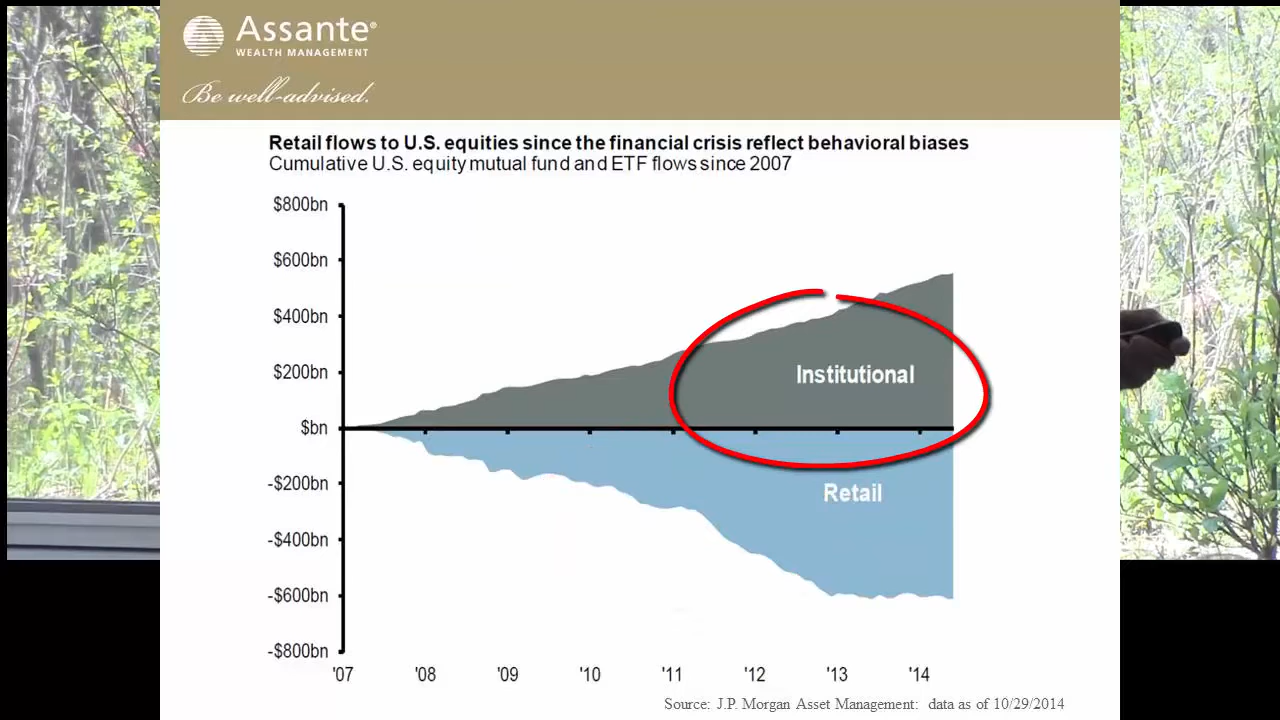 Assante®
WEALTH MANAGEMENT
Be well-advised.
Retail flows to U.S. equities since the financial crisis reflect behavioral biases
Cumulative U.S. equity mutual fund and ETF flows since 2007
$800bn
$600bn
$400bn
$200bn
$bn
-$200bn
-$400bn
-$600bn
-$800bn
Institutional
Retail
'07 '08 '09 '10 '11 '12 '13 '14
Source: J.P. Morgan Asset Management: data as of 10/29/2014